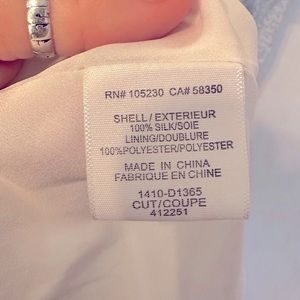 RN# 105230 CA# 58350
SHELL/EXTERIEUR
100% SILK/SOIE
LINING/DOUBLURE
100%POLYESTER/POLYESTER
MADE IN CHINA
FABRIQUE EN CHINE
1410-D1365
CUT/COUPE
412251